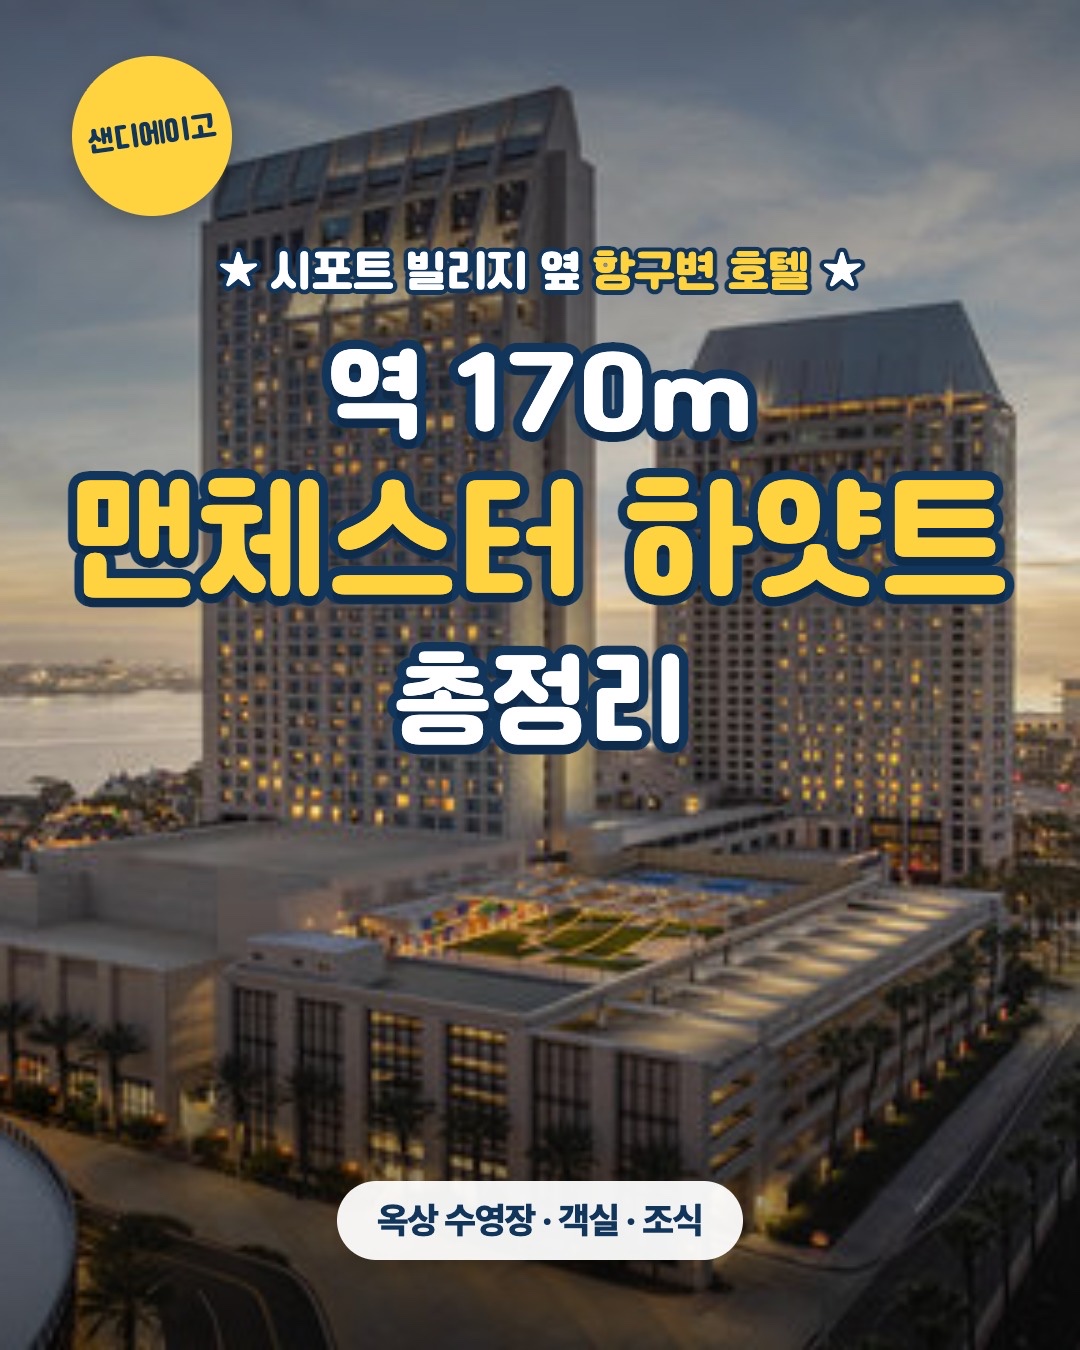 샌디에이고
★ 시포트 빌리지 옆 항구변 호텔 ★
역 170m
맨체스터 하얏트
총정리
옥상 수영장 · 객실 · 조식